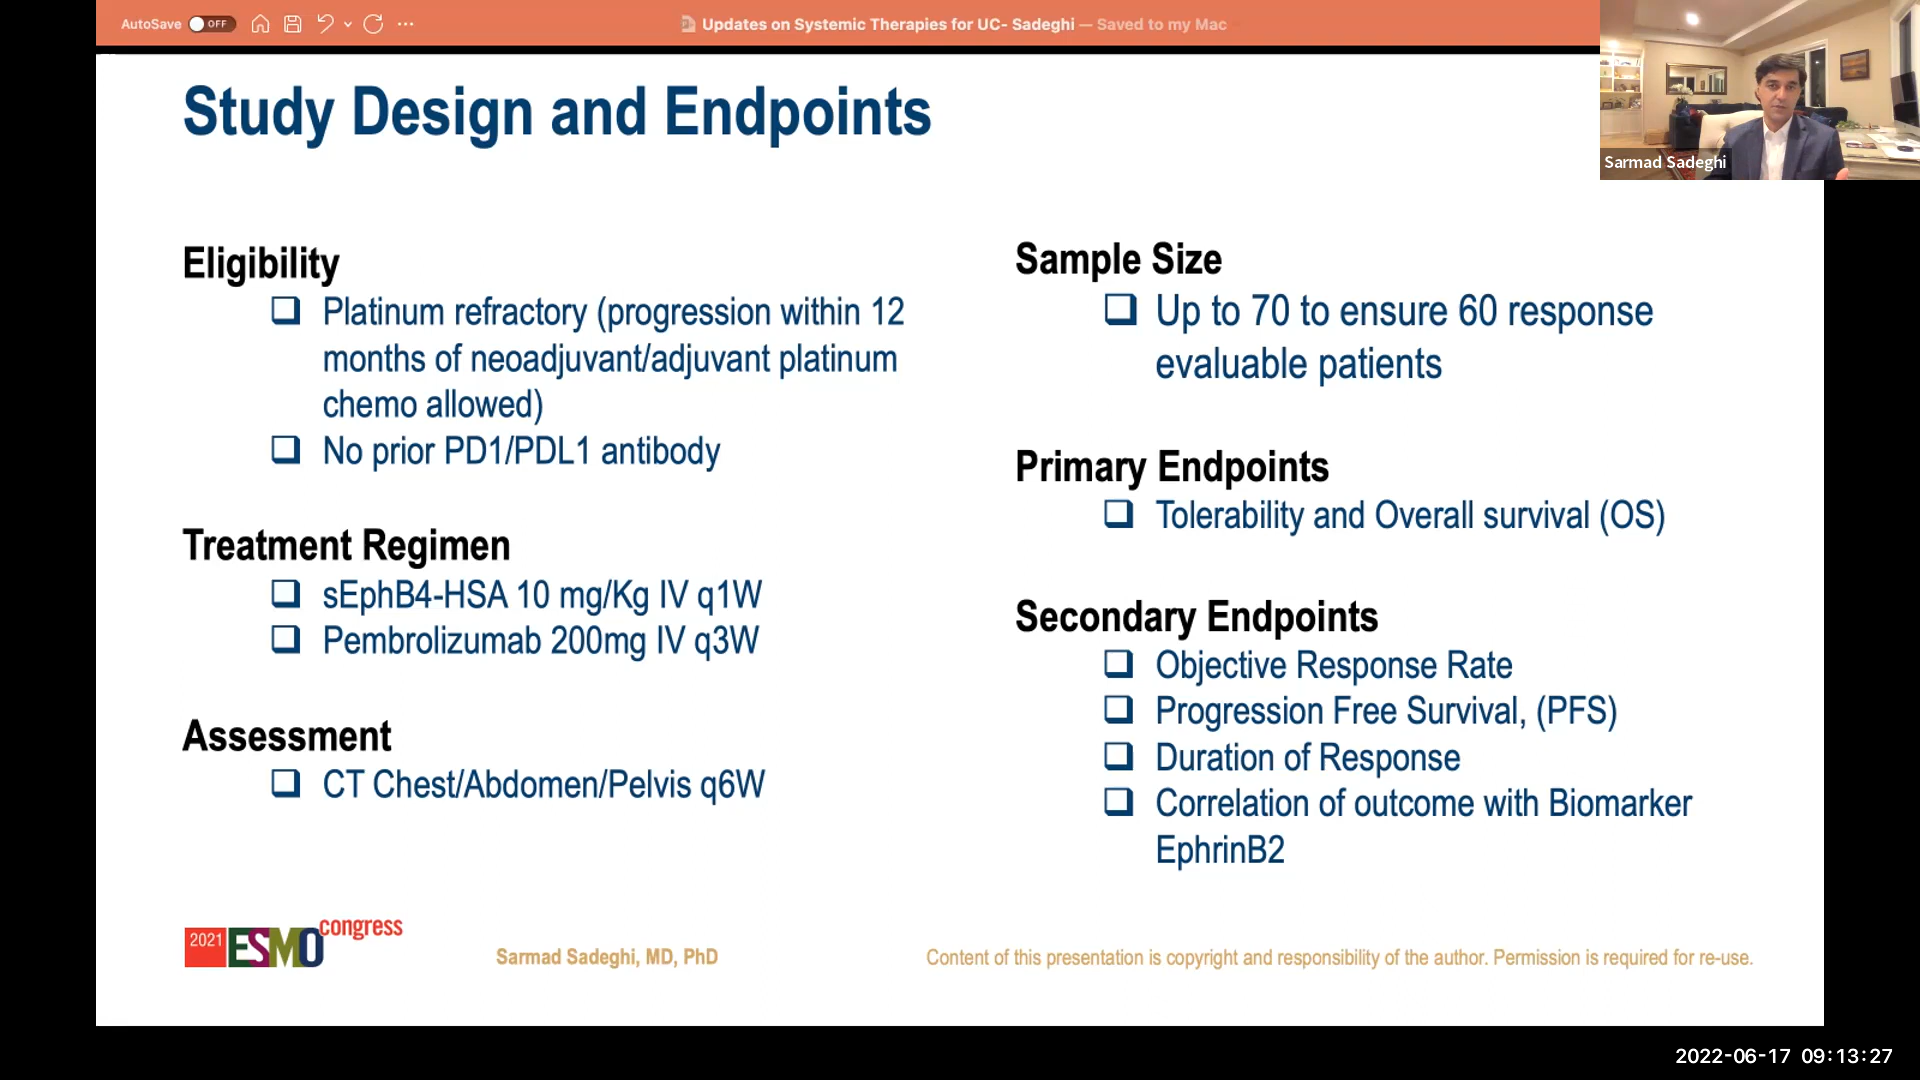 AutoSave OFF
Updates on Systemic Therapies for UC- Sadeghi — Saved to my Mac
Sarmad Sadeghi
Study Design and Endpoints
Eligibility
Platinum refractory (progression within 12
months of neoadjuvant/adjuvant platinum
chemo allowed)
No prior PD1/PDL1 antibody
Treatment Regimen
sEphB4-HSA 10 mg/Kg IV q1W
Pembrolizumab 200mg IV q3W
Assessment
CT Chest/Abdomen/Pelvis q6W
Sample Size
Up to 70 to ensure 60 response
evaluable patients
Primary Endpoints
Tolerability and Overall survival (OS)
Secondary Endpoints
Objective Response Rate
Progression Free Survival, (PFS)
Duration of Response
Correlation of outcome with Biomarker
EphrinB2
2021 ESMO congress
Sarmad Sadeghi, MD, PhD
Content of this presentation is copyright and responsibility of the author. Permission is required for re-use.
2022-06-17 09:13:27